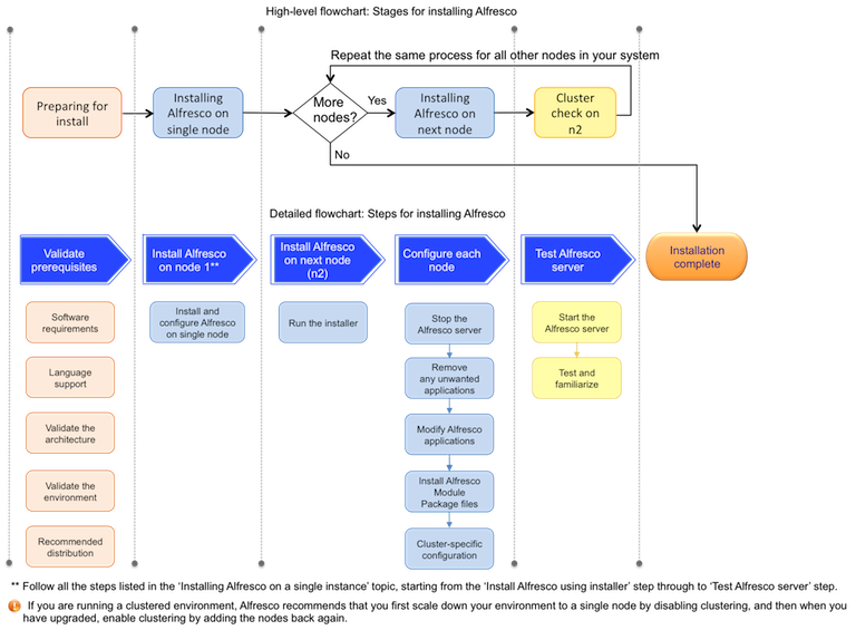 High-level flowchart: Stages for installing Alfresco
Repeat the same process for all other nodes in your system
Preparing for
install
Installing
Alfresco on
single node
More
nodes?
Yes
Installing
Alfresco on
next node
Cluster
check on
n2
No
Detailed flowchart: Steps for installing Alfresco
Validate
prerequisites
Install Alfresco
on node 1**
Install Alfresco
on next node
(n2)
Configure each
node
Test Alfresco
server
Installation
complete
Software
requirements
Language
support
Validate the
architecture
Validate the
environment
Recommended
distribution
Install and
configure Alfresco
on single node
Run the installer
Stop the
Alfresco server
Remove
any unwanted
applications
Modify Alfresco
applications
Install Alfresco
Module
Package files
Cluster-specific
configuration
Start the
Alfresco server
Test and
familiarize
** Follow all the steps listed in the ‘Installing Alfresco on a single instance’ topic, starting from the ‘Install Alfresco using installer’ step through to ‘Test Alfresco server’ step.
If you are running a clustered environment, Alfresco recommends that you first scale down your environment to a single node by disabling clustering, and then when you
have upgraded, enable clustering by adding the nodes back again.